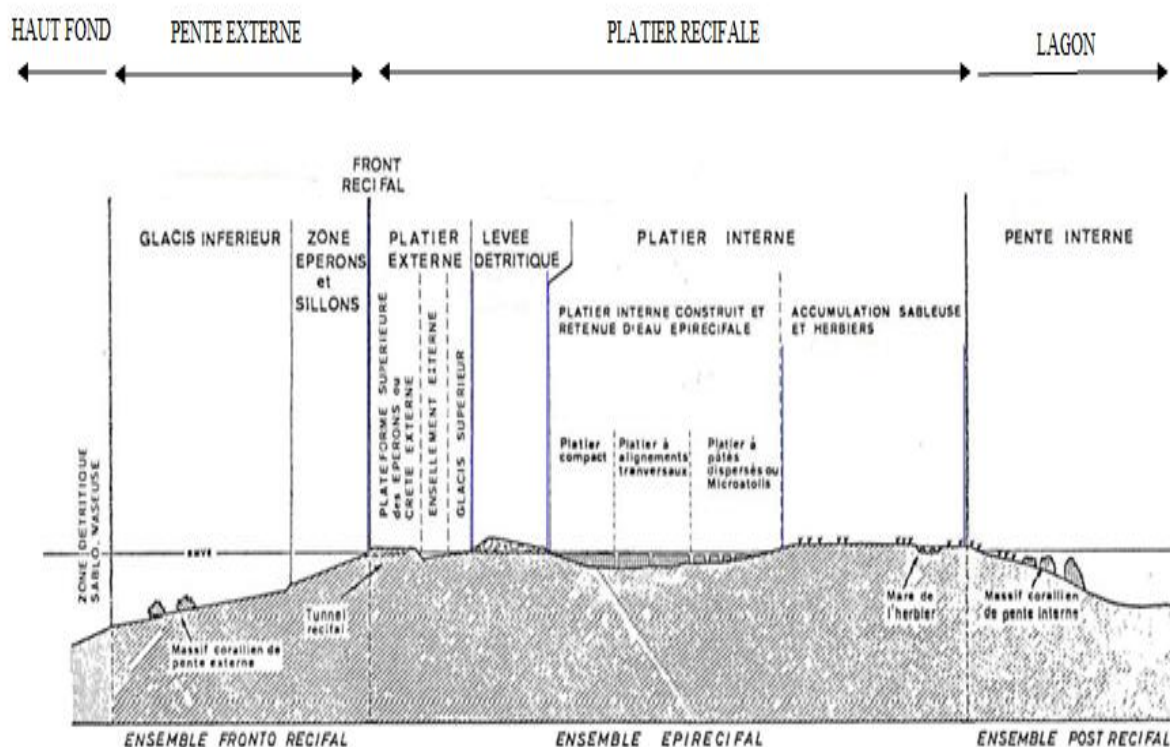 HAUT FOND
PENTE EXTERNE
PLATIER RECIFALE
LAGON
FRONT
RECIFAL
GLACIS INFERIEUR
ZONE
EPERONS
et
SILLONS
PLATIER
EXTERNE
LEVEE
DETRITIQUE
PLATIER INTERNE
PENTE INTERNE
PLATIER INTERNE CONSTRUIT ET
RETENUE D'EAU EPIRECIFALE
ACCUMULATION SABLEUSE
ET HERBIERS
PLATEFORME SUPERIEURE
des EPERONS ou
CRETE EXTERNE
ENSELLEMENT EXTERNE
GLACIS SUPERIEUR
Platier
compact
Platier à
alignements
tranversaux
Platier à
pâtés
dispersés ou
Microatolls
ZONE DETRITIQUE
SABLO.VASEUSE
BMVE
Tunnel
recifal
Massif corallien de
pente externe
Mare de
l'herbier
Massif corallien
de pente interne
ENSEMBLE FRONTO RECIFAL
ENSEMBLE EPIRECIFAL
ENSEMBLE POST RECIFAL